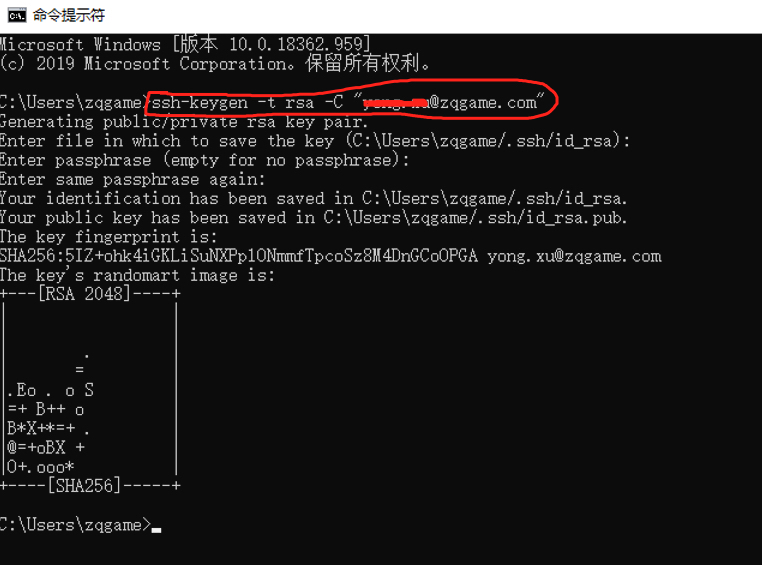 命令提示符
Microsoft Windows [版本 10.0.18362.959]
(c) 2019 Microsoft Corporation。保留所有权利。
C:\Users\zqgame>ssh-keygen -t rsa -C "@zqgame.com"
Generating public/private rsa key pair.
Enter file in which to save the key (C:\Users\zqgame/.ssh/id_rsa):
Enter passphrase (empty for no passphrase):
Enter same passphrase again:
Your identification has been saved in C:\Users\zqgame/.ssh/id_rsa.
Your public key has been saved in C:\Users\zqgame/.ssh/id_rsa.pub.
The key fingerprint is:
SHA256:5IZ+ohk4iGKLiSuNXPp1ONmmfTpcoSz8M4DnGCoOPGA yong.xu@zqgame.com
The key's randomart image is:
+---[RSA 2048]----+
|                 |
|                 |
|        .        |
|       =         |
|.Eo . o S        |
|=+ B++ o         |
|B*X+*=+ .        |
|@=+oBX +         |
|O+.ooo*          |
+----[SHA256]-----+
C:\Users\zqgame>